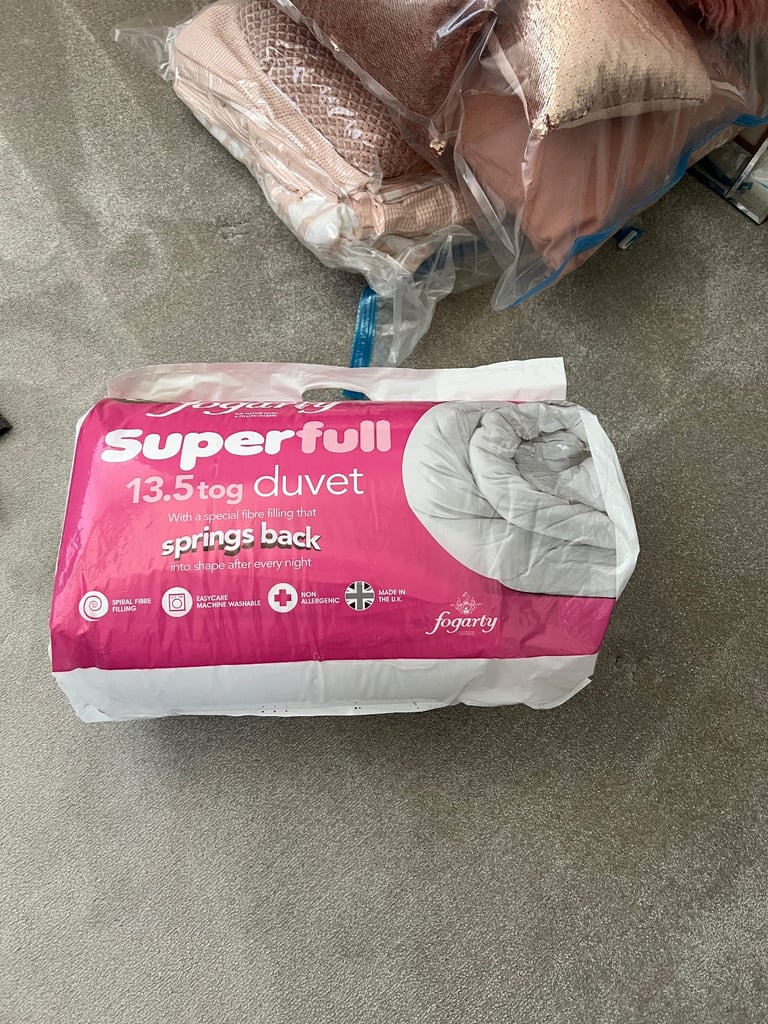 fogarty
superfull
13.5 tog duvet
With a special fibre filling that
springs back
into shape after every night
SPIRAL FIBRE
FILLING
EASYCARE
MACHINE WASHABLE
NON
ALLERGENIC
MADE IN
THE U.K.
fogarty